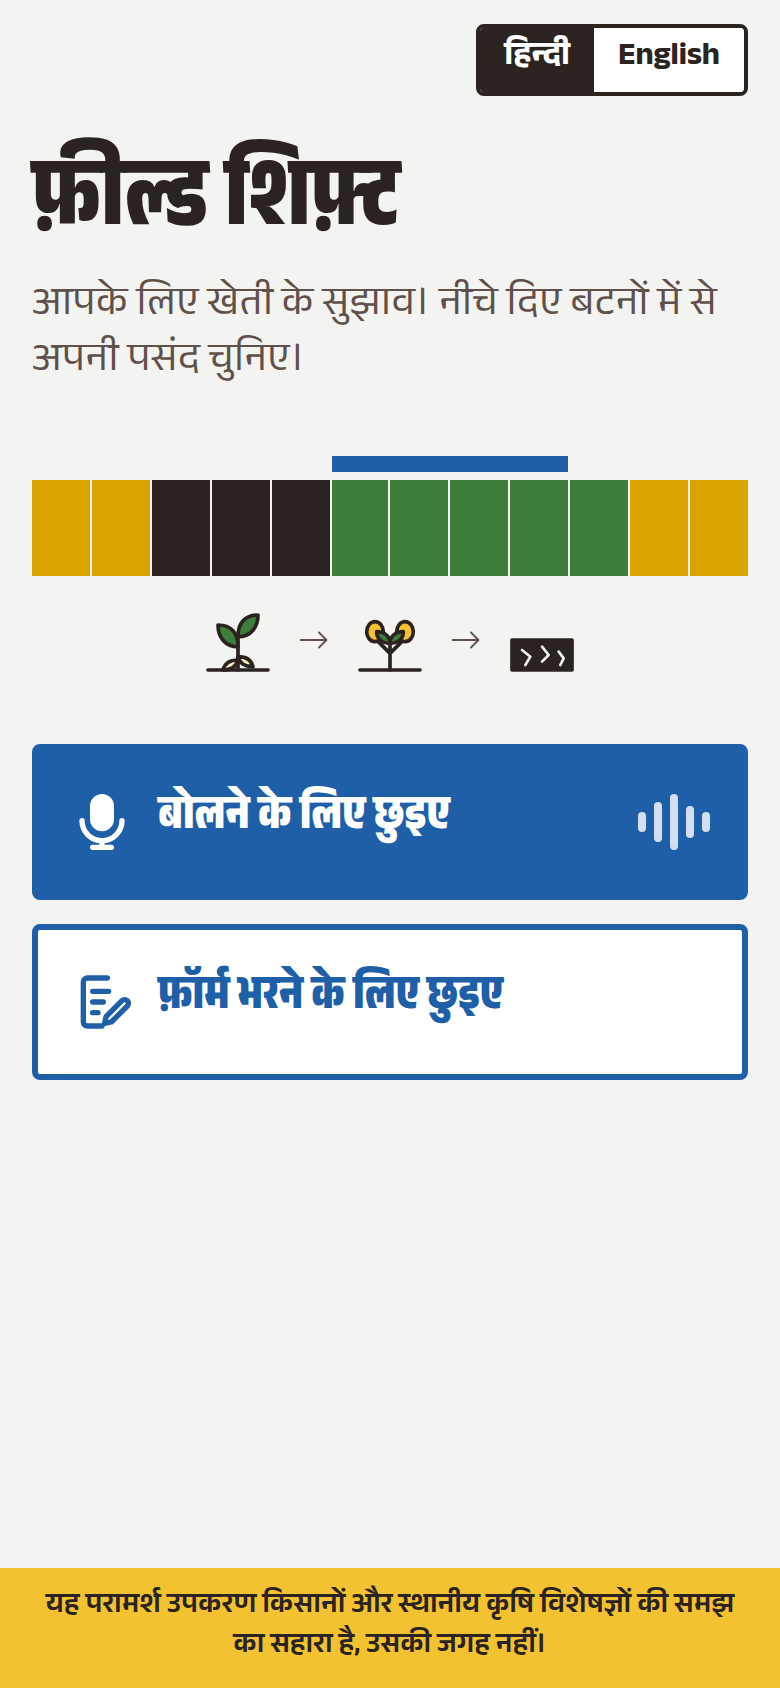 हिन्दी English
फ़ील्ड शिफ़्ट
आपके लिए खेती के सुझाव। नीचे दिए बटनों में से
अपनी पसंद चुनिए।
बोलने के लिए छुइए
फ़ॉर्म भरने के लिए छुइए
यह परामर्श उपकरण किसानों और स्थानीय कृषि विशेषज्ञों की समझ
का सहारा है, उसकी जगह नहीं।